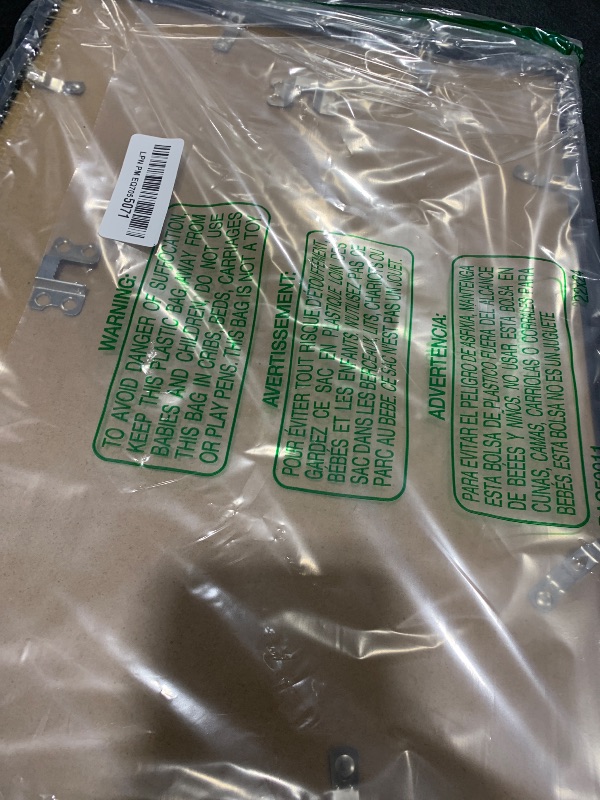 LPN PM EQ7055071
WARNING:
TO AVOID DANGER OF SUFFOCATION
KEEP THIS PLASTIC BAG AWAY FROM
BABIES AND CHILDREN. DO NOT USE
THIS BAG IN CRIBS, BEDS, CARRIAGES
OR PLAY PENS. THIS BAG IS NOT A TOY.
AVERTISSEMENT:
POUR ÉVITER TOUT RISQUE D'ÉTOUFFEMENT
GARDEZ CE SAC EN PLASTIQUE LOIN DES
BÉBÉS ET LES ENFANTS. N'UTILISEZ PAS CE
SAC DANS LES BERCEAUX, LITS, CHARIOTS OU
PARC AU BÉBÉ. CE SAC N'EST PAS UN JOUET.
ADVERTENCIA:
PARA EVITAR EL PELIGRO DE ASFIXIA, MANTENGA
ESTA BOLSA DE PLASTICO FUERA DEL ALCANCE
DE BEBES Y NIÑOS. NO USAR ESTA BOLSA EN
CUNAS, CAMAS, CARRIOLAS O CORRALES PARA
BEBES. ESTA BOLSA NO ES UN JUGUETE